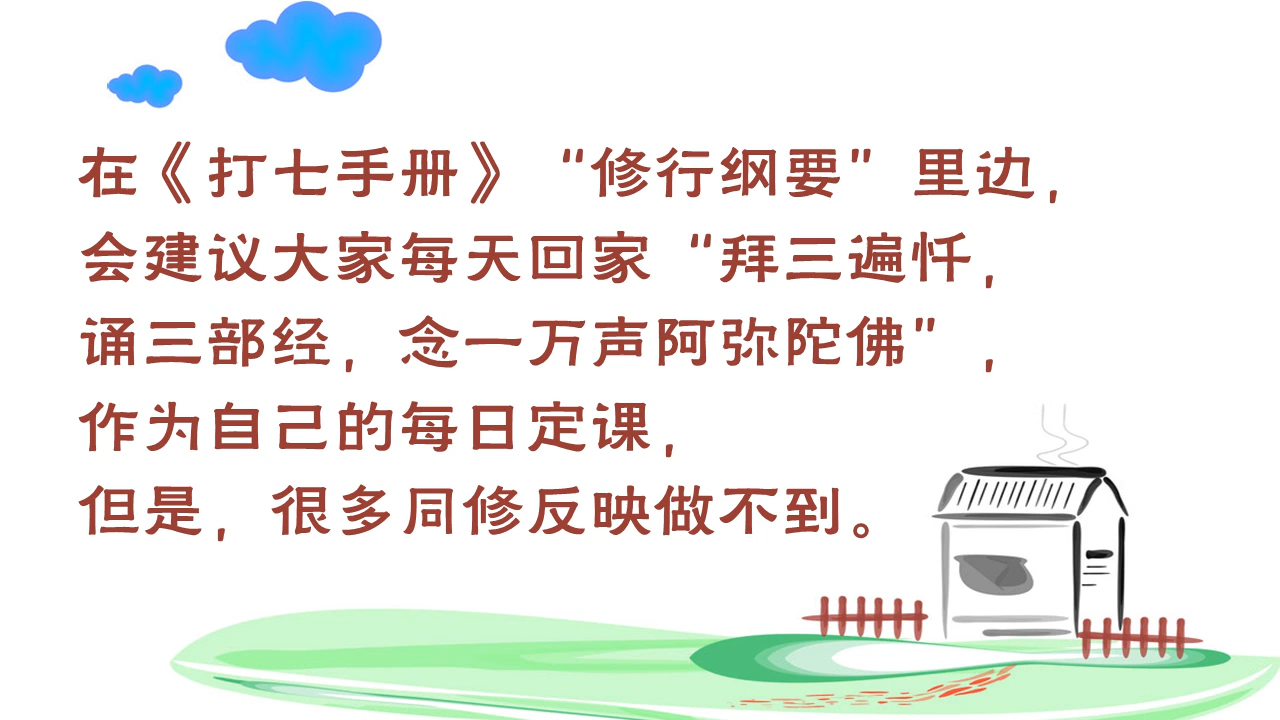 在《打七手册》“修行纲要”里边，
会建议大家每天回家“拜三遍忏，
诵三部经，念一万声阿弥陀佛”，
作为自己的每日定课，
但是，很多同修反映做不到。